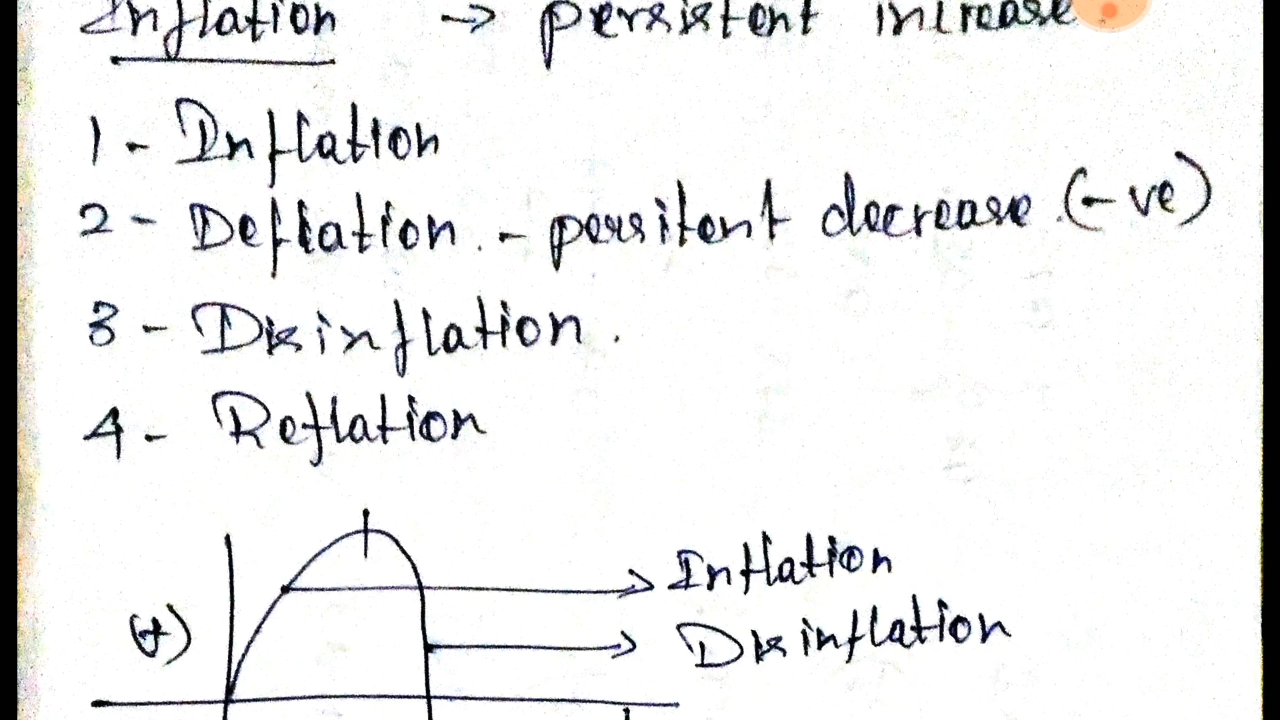 Inflation → persistent increase
1 - Inflation
2 - Deflation. - persitent decrease (-ve)
3 - Disinflation.
4 - Reflation
Inflation
(+)
Disinflation